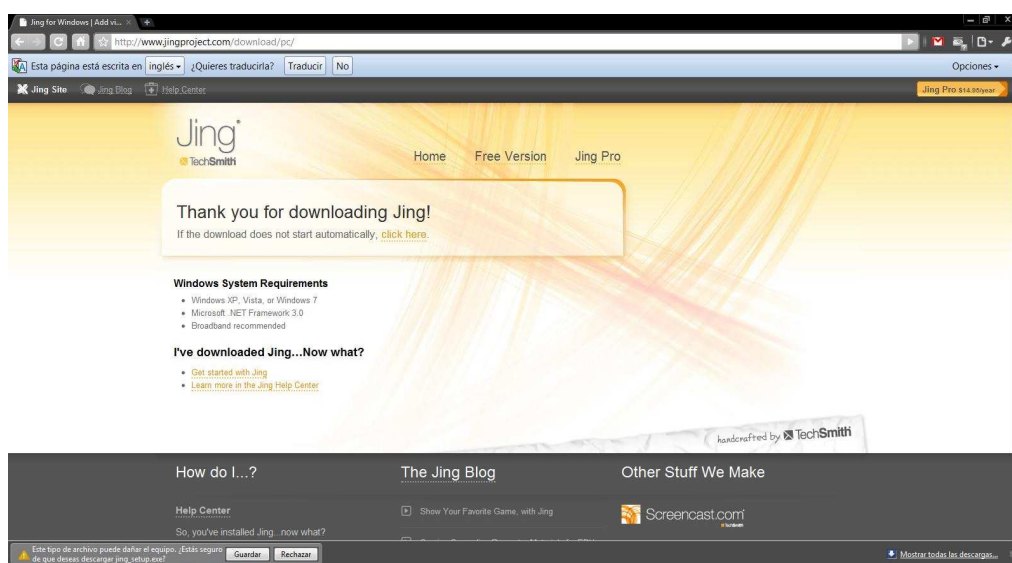 Jing for Windows | Add vi...
http://www.jingproject.com/download/pc/
Esta página está escrita en inglés ¿Quieres traducirla? Traducir No Opciones
Jing Site Jing Blog Help Center Jing Pro $14.95/year
Jing
TechSmith
Home Free Version Jing Pro
Thank you for downloading Jing!
If the download does not start automatically, click here.
Windows System Requirements
Windows XP, Vista, or Windows 7
Microsoft .NET Framework 3.0
Broadband recommended
I've downloaded Jing...Now what?
Get started with Jing
Learn more in the Jing Help Center
handcrafted by TechSmith
How do I...? The Jing Blog Other Stuff We Make
Help Center Show Your Favorite Game, with Jing Screencast.com
So, you've installed Jing...now what?
Este tipo de archivo puede dañar el equipo. ¿Estás seguro de que deseas descargar jing_setup.exe? Guardar Rechazar Mostrar todas las descargas...